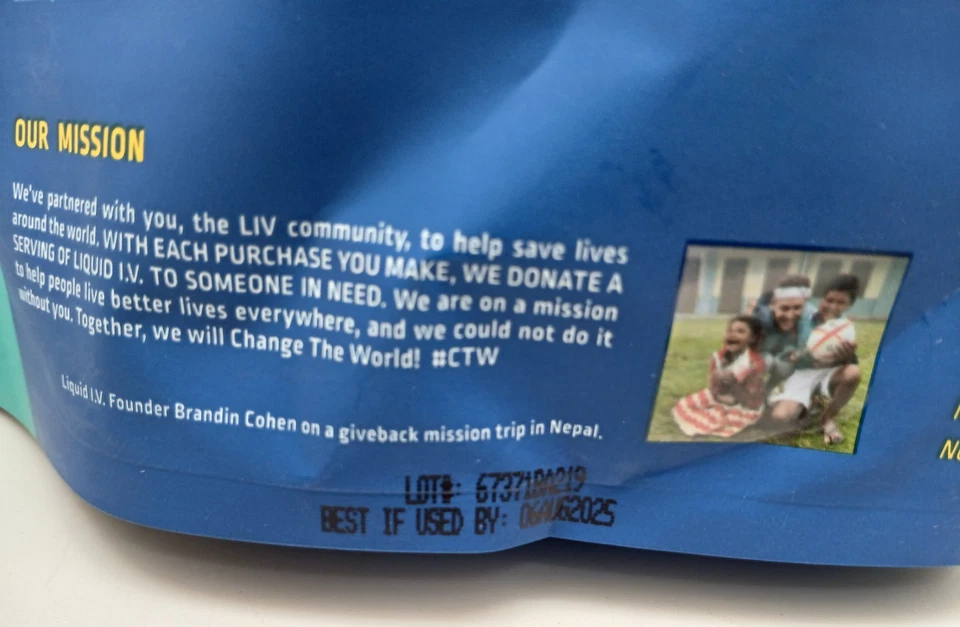 OUR MISSION
We've partnered with you, the LIV community, to help save lives
around the world. WITH EACH PURCHASE YOU MAKE, WE DONATE A
SERVING OF LIQUID I.V. TO SOMEONE IN NEED. We are on a mission
to help people live better lives everywhere, and we could not do it
without you. Together, we will Change The World! #CTW
Liquid I.V. Founder Brandin Cohen on a giveback mission trip in Nepal.
LOT#:
BEST IF USED BY: 06AUG2025